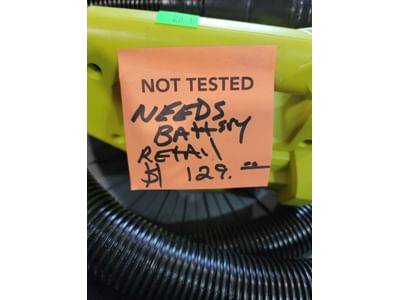 NOT TESTED
NEEDS
BAttERY
REtAil
$ 129.00